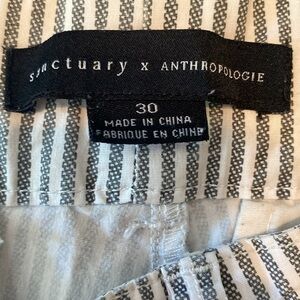 sanctuary x ANTHROPOLOGIE
30
MADE IN CHINA
FABRIQUE EN CHINE